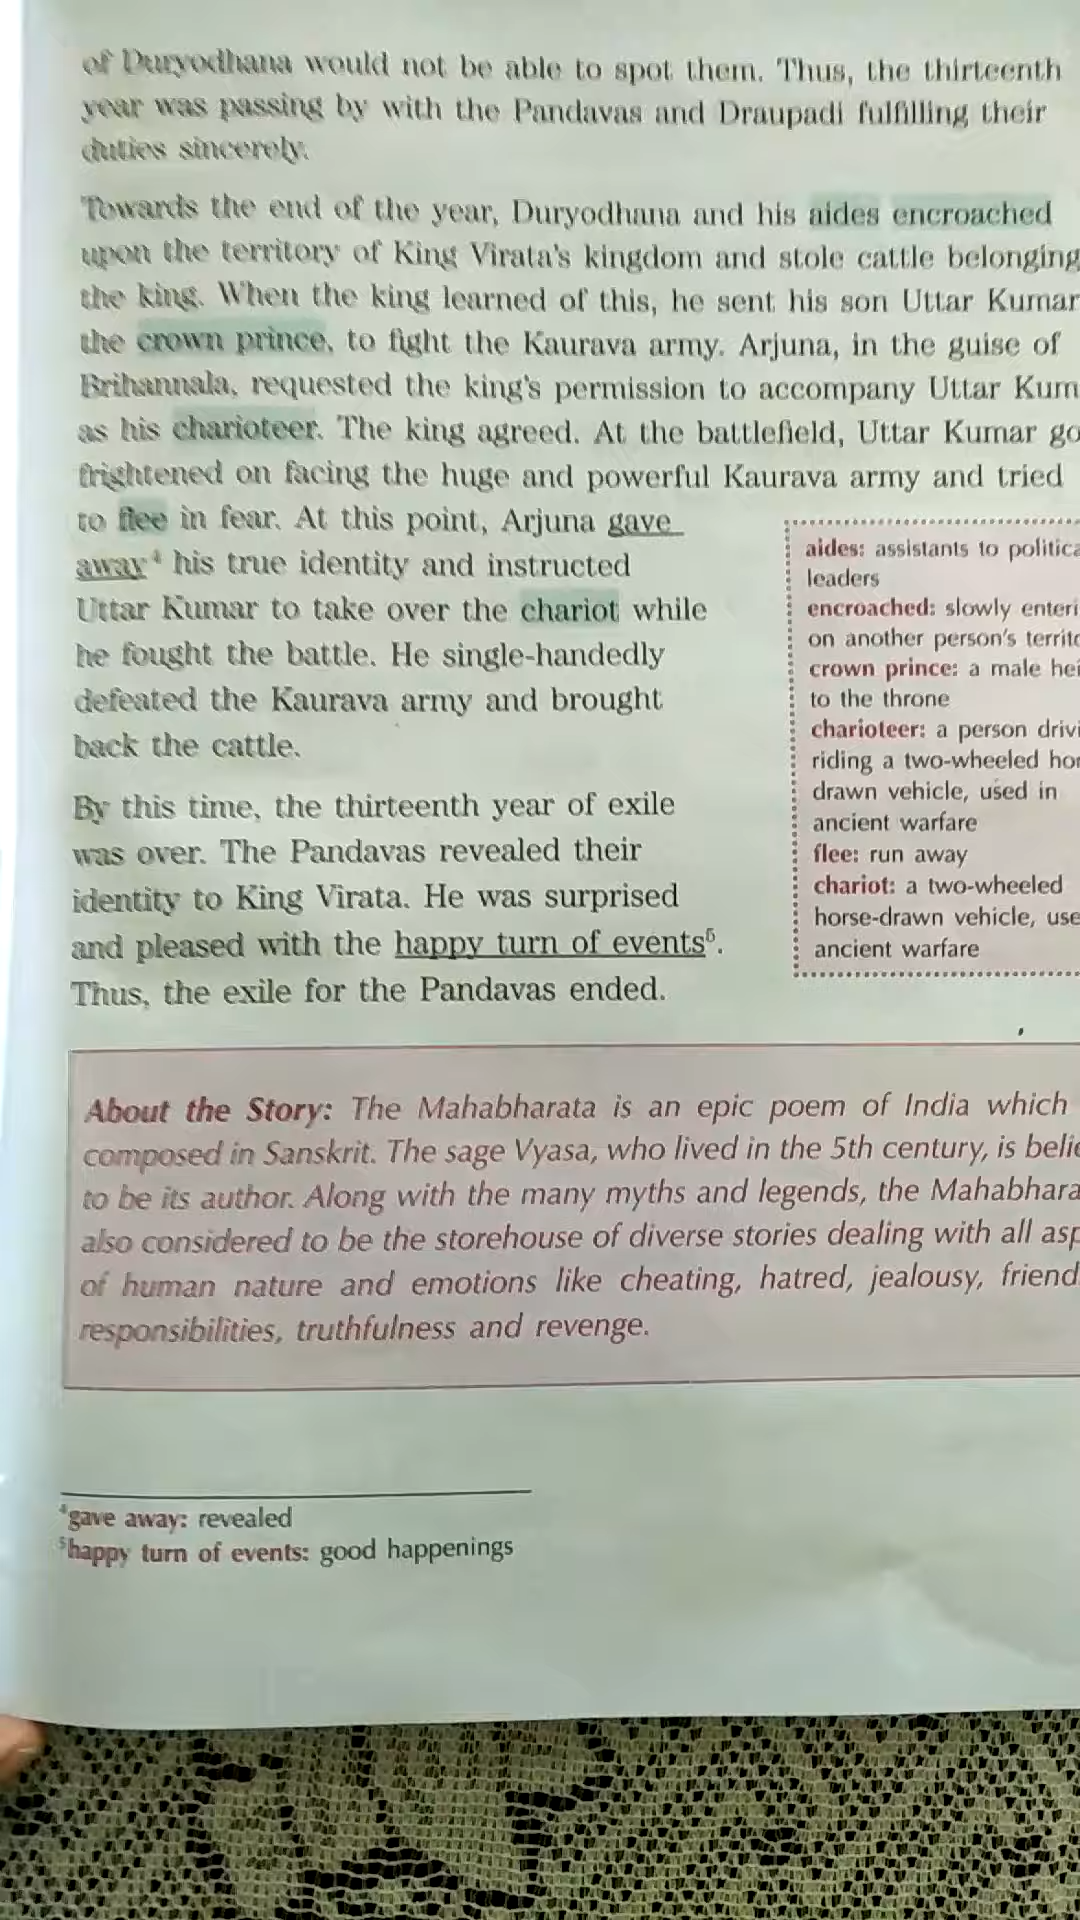 of Duryodhana would not be able to spot them. Thus, the thirteenth
year was passing by with the Pandavas and Draupadi fulfilling their
duties sincerely.
Towards the end of the year, Duryodhana and his aides encroached
upon the territory of King Virata's kingdom and stole cattle belonging
the king. When the king learned of this, he sent his son Uttar Kumar
the crown prince, to fight the Kaurava army. Arjuna, in the guise of
Brihannala, requested the king's permission to accompany Uttar Kum
as his charioteer. The king agreed. At the battlefield, Uttar Kumar go
frightened on facing the huge and powerful Kaurava army and tried
to flee in fear. At this point, Arjuna gave
away⁴ his true identity and instructed
Uttar Kumar to take over the chariot while
he fought the battle. He single-handedly
defeated the Kaurava army and brought
back the cattle.
By this time, the thirteenth year of exile
was over. The Pandavas revealed their
identity to King Virata. He was surprised
and pleased with the happy turn of events⁵.
Thus, the exile for the Pandavas ended.
aides: assistants to politica
leaders
encroached: slowly enteri
on another person's territo
crown prince: a male hei
to the throne
charioteer: a person drivi
riding a two-wheeled hor
drawn vehicle, used in
ancient warfare
flee: run away
chariot: a two-wheeled
horse-drawn vehicle, use
ancient warfare
About the Story: The Mahabharata is an epic poem of India which
composed in Sanskrit. The sage Vyasa, who lived in the 5th century, is belie
to be its author. Along with the many myths and legends, the Mahabhara
also considered to be the storehouse of diverse stories dealing with all asp
of human nature and emotions like cheating, hatred, jealousy, friend
responsibilities, truthfulness and revenge.
⁴gave away: revealed
⁵happy turn of events: good happenings